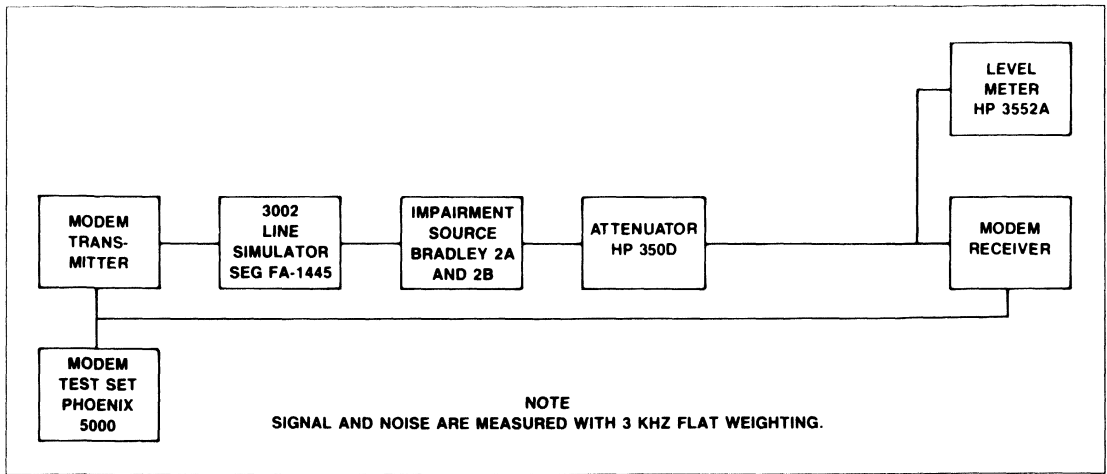 LEVEL
METER
HP 3552A
MODEM
TRANS-
MITTER
3002
LINE
SIMULATOR
SEG FA-1445
IMPAIRMENT
SOURCE
BRADLEY 2A
AND 2B
ATTENUATOR
HP 350D
MODEM
RECEIVER
MODEM
TEST SET
PHOENIX
5000
NOTE
SIGNAL AND NOISE ARE MEASURED WITH 3 KHZ FLAT WEIGHTING.